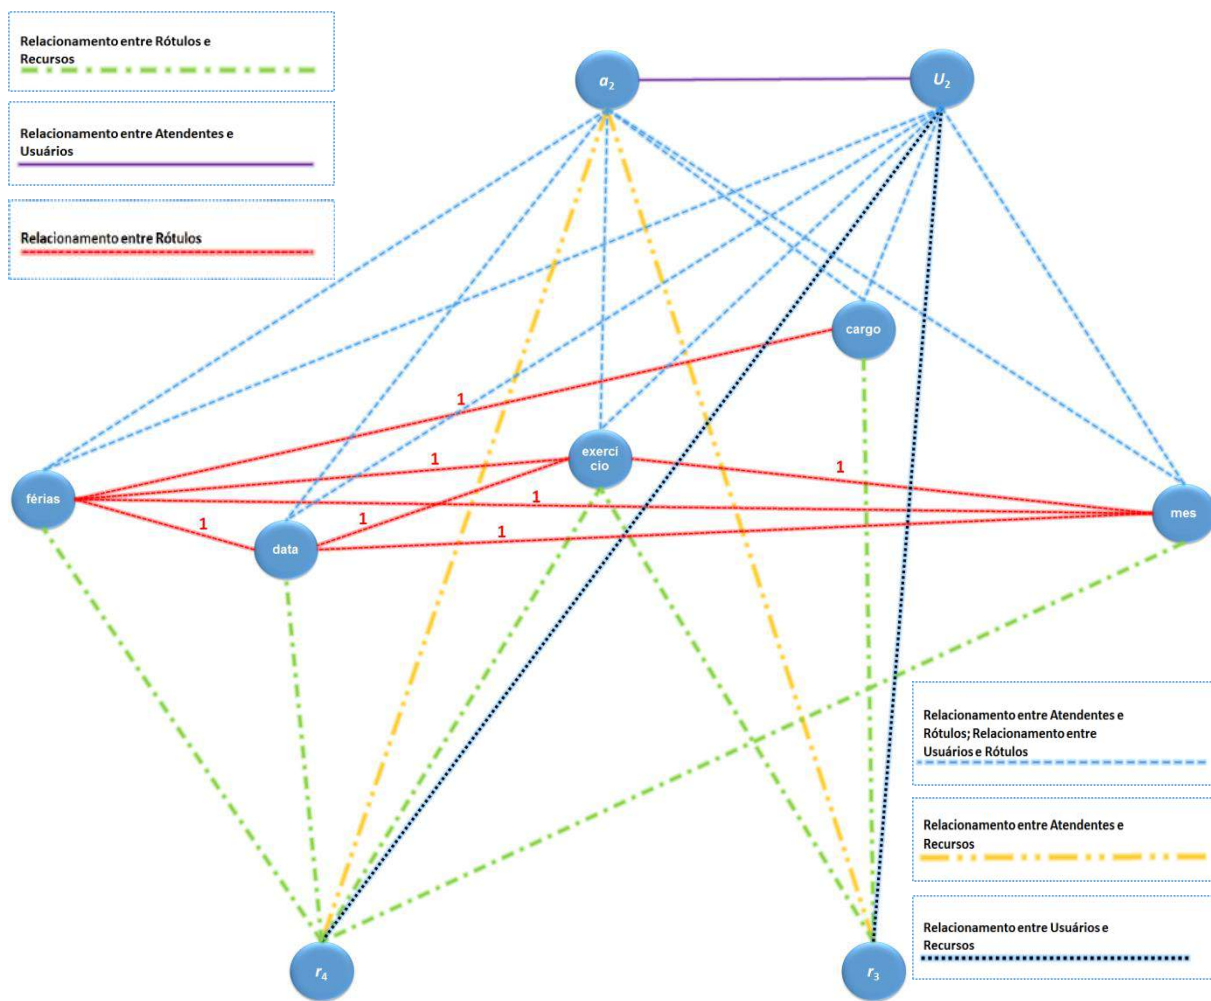 Relacionamento entre Rótulos e
Recursos
Relacionamento entre Atendentes e
Usuários
Relacionamento entre Rótulos
a2
U2
cargo
1
exerci
cio
1
1
1
férias
1
1
1
data
mes
Relacionamento entre Atendentes e
Rótulos; Relacionamento entre
Usuários e Rótulos
Relacionamento entre Atendentes e
Recursos
Relacionamento entre Usuários e
Recursos
r4
r3